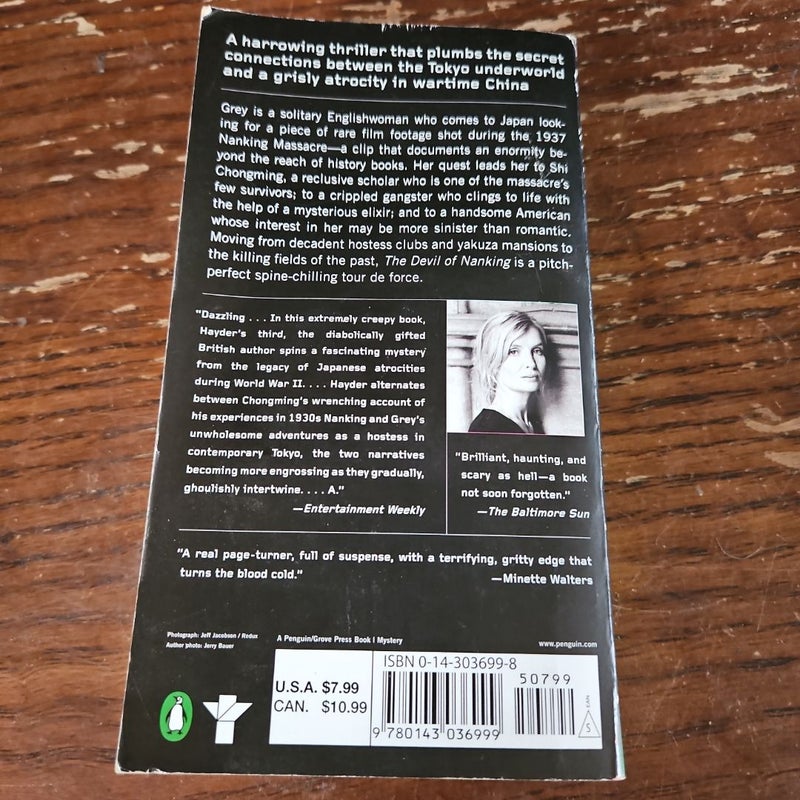 A harrowing thriller that plumbs the secret
connections between the Tokyo underworld
and a grisly atrocity in wartime China
Grey is a solitary Englishwoman who comes to Japan look-
ing for a piece of rare film footage shot during the 1937
Nanking Massacre—a clip that documents an enormity be-
yond the reach of history books. Her quest leads her to Shi
Chongming, a reclusive scholar who is one of the massacre's
few survivors; to a crippled gangster who clings to life with
the help of a mysterious elixir; and to a handsome American
whose interest in her may be more sinister than romantic.
Moving from decadent hostess clubs and yakuza mansions to
the killing fields of the past, The Devil of Nanking is a pitch-
perfect spine-chilling tour de force.
"Dazzling . . . In this extremely creepy book,
Hayder's third, the diabolically gifted
British author spins a fascinating mystery
from the legacy of Japanese atrocities
during World War II. . . . Hayder alternates
between Chongming's wrenching account of
his experiences in 1930s Nanking and Grey's
unwholesome adventures as a hostess in
contemporary Tokyo, the two narratives
becoming more engrossing as they gradually,
ghoulishly intertwine. . . . A."
—Entertainment Weekly
"Brilliant, haunting, and
scary as hell—a book
not soon forgotten."
—The Baltimore Sun
"A real page-turner, full of suspense, with a terrifying, gritty edge that
turns the blood cold."
—Minette Walters
Photograph: Jeff Jacobson / Redux
Author photo: Jerry Bauer
A Penguin/Grove Press Book | Mystery
www.penguin.com
U.S.A. $7.99
CAN. $10.99
ISBN 0-14-303699-8
50799
9 780143 036999
S
EAN